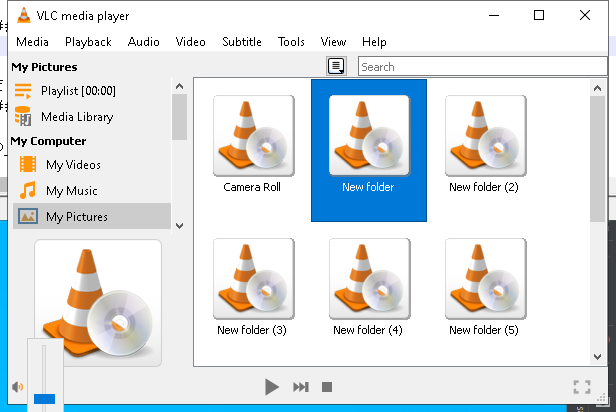 VLC media player
Media Playback Audio Video Subtitle Tools View Help
My Pictures
Search
Playlist [00:00]
Media Library
My Computer
My Videos
My Music
My Pictures
Camera Roll
New folder
New folder (2)
New folder (3)
New folder (4)
New folder (5)